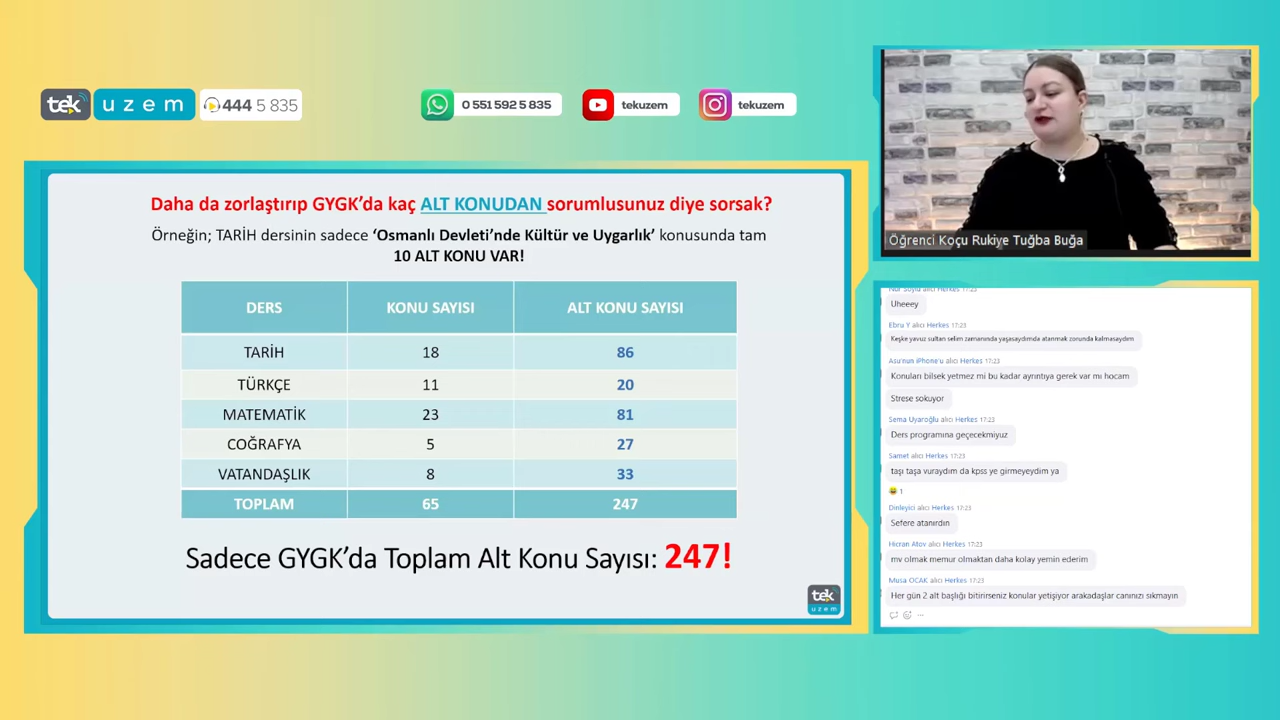 tek uzem 444 5 835
0 551 592 5 835
tekuzem
tekuzem
Daha da zorlaştırıp GYGK’da kaç ALT KONUDAN sorumlusunuz diye sorsak?
Örneğin; TARİH dersinin sadece ‘Osmanlı Devleti’nde Kültür ve Uygarlık’ konusunda tam
10 ALT KONU VAR!
DERS KONU SAYISI ALT KONU SAYISI
TARİH 18 86
TÜRKÇE 11 20
MATEMATİK 23 81
COĞRAFYA 5 27
VATANDAŞLIK 8 33
TOPLAM 65 247
Sadece GYGK’da Toplam Alt Konu Sayısı: 247!
tek
uzem
Öğrenci Koçu Rukiye Tuğba Buğa
Uheeey
Ebru Y alıcı Herkes 17:23
Keşke yavuz sultan selim zamanında yaşasaydımda atanmak zorunda kalmasaydım
Asu'nun iPhone'u alıcı Herkes 17:23
Konuları bilsek yetmez mi bu kadar ayrıntıya gerek var mı hocam
Strese sokuyor
Sema Uyaroğlu alıcı Herkes 17:23
Ders programına geçecekmiyuz
Samet alıcı Herkes 17:23
taşı taşa vuraydım da kpss ye girmeyeydim ya
1
Dinleyici alıcı Herkes 17:23
Sefere atanırdın
Hicran Atov alıcı Herkes 17:23
mv olmak memur olmaktan daha kolay yemin ederim
Musa OCAK alıcı Herkes 17:23
Her gün 2 alt başlığı bitirirseniz konular yetişiyor arakadaşlar canınızı sıkmayın